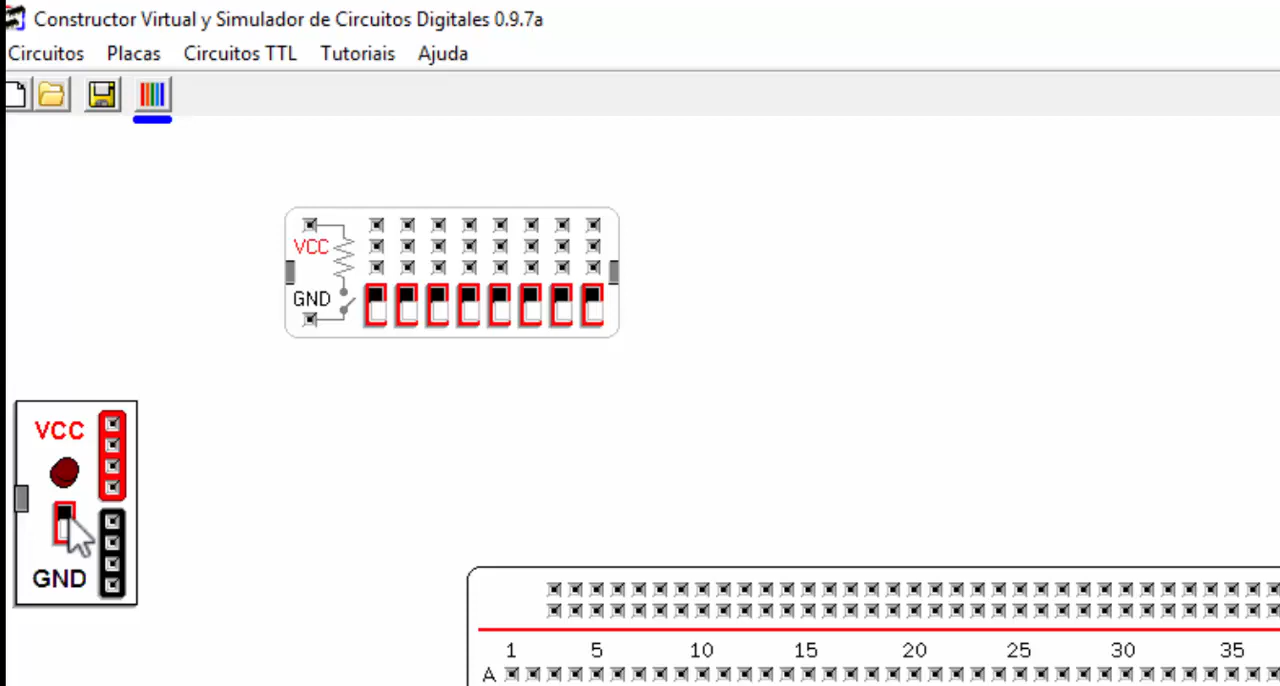 Constructor Virtual y Simulador de Circuitos Digitales 0.9.7a
Circuitos Placas Circuitos TTL Tutoriais Ajuda
VCC
GND
VCC
GND
1 5 10 15 20 25 30 35
A